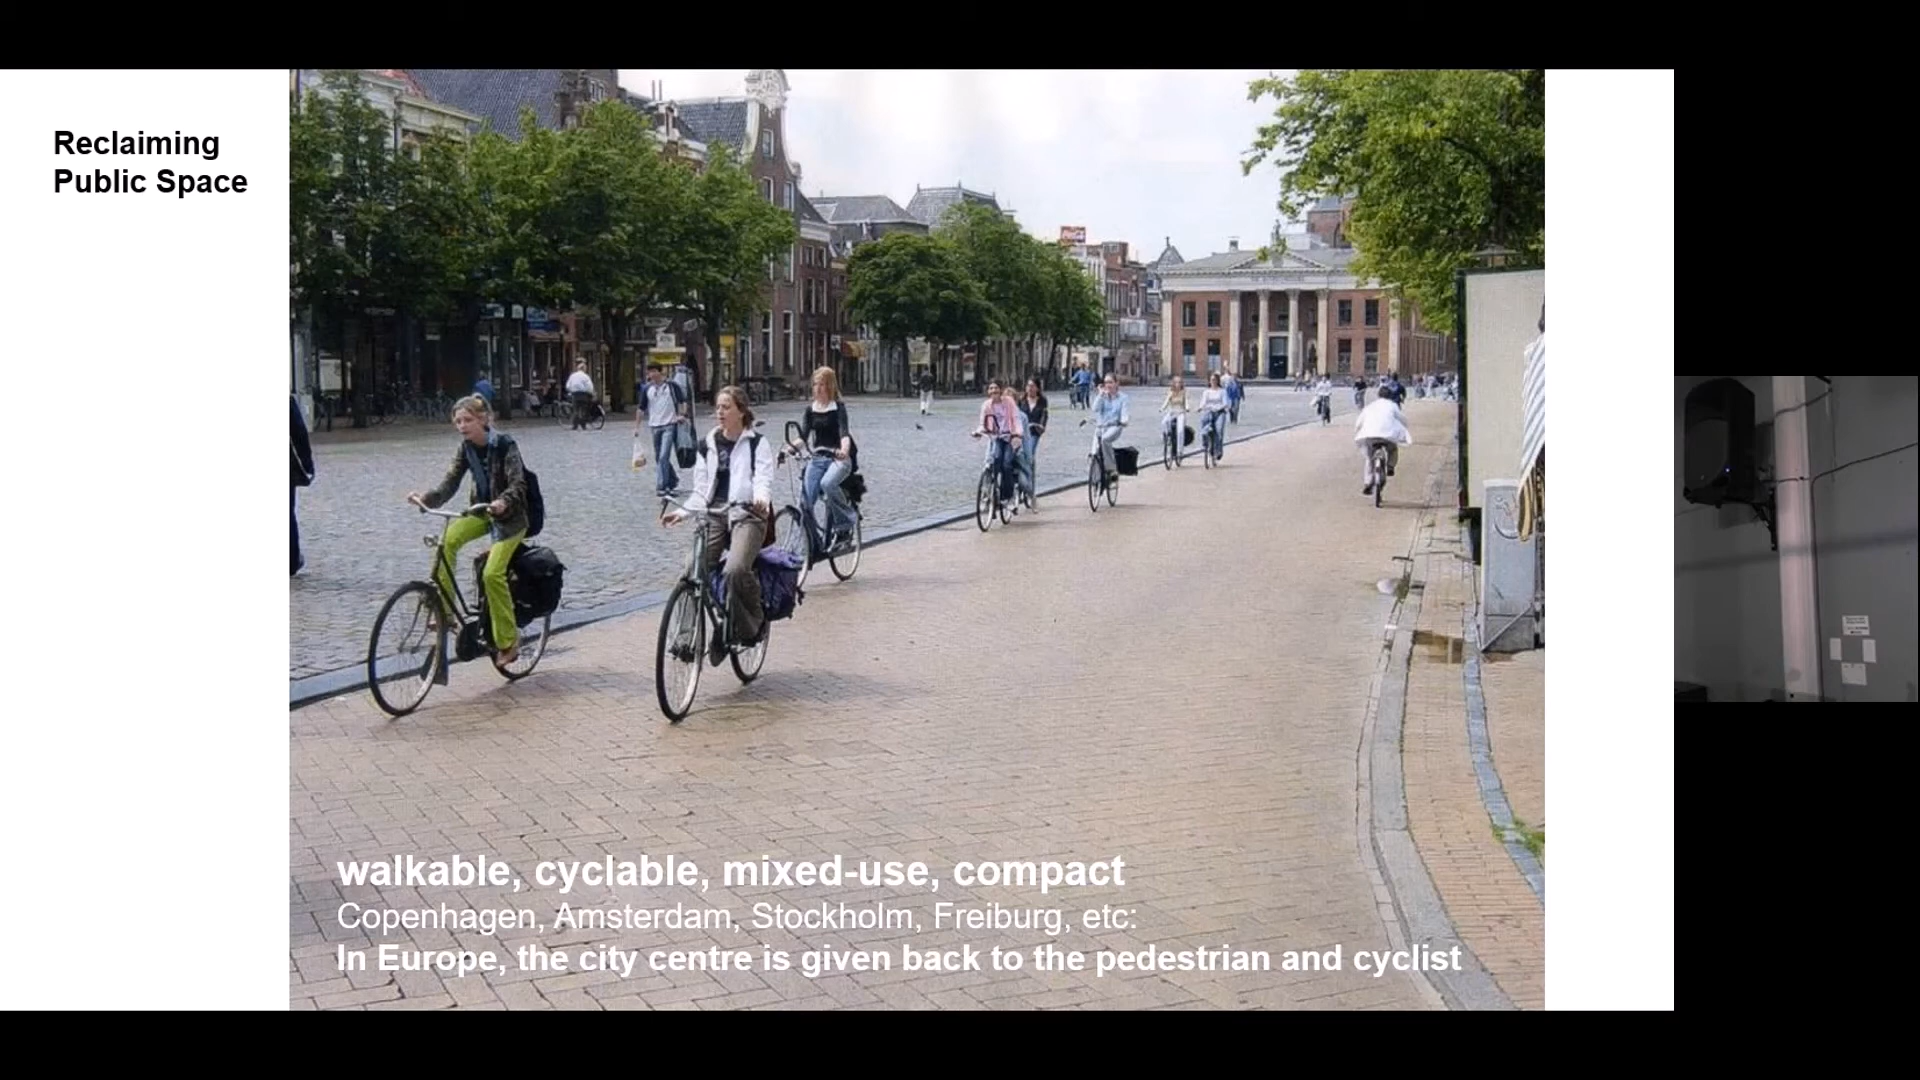 Reclaiming
Public Space
walkable, cyclable, mixed-use, compact
Copenhagen, Amsterdam, Stockholm, Freiburg, etc:
In Europe, the city centre is given back to the pedestrian and cyclist